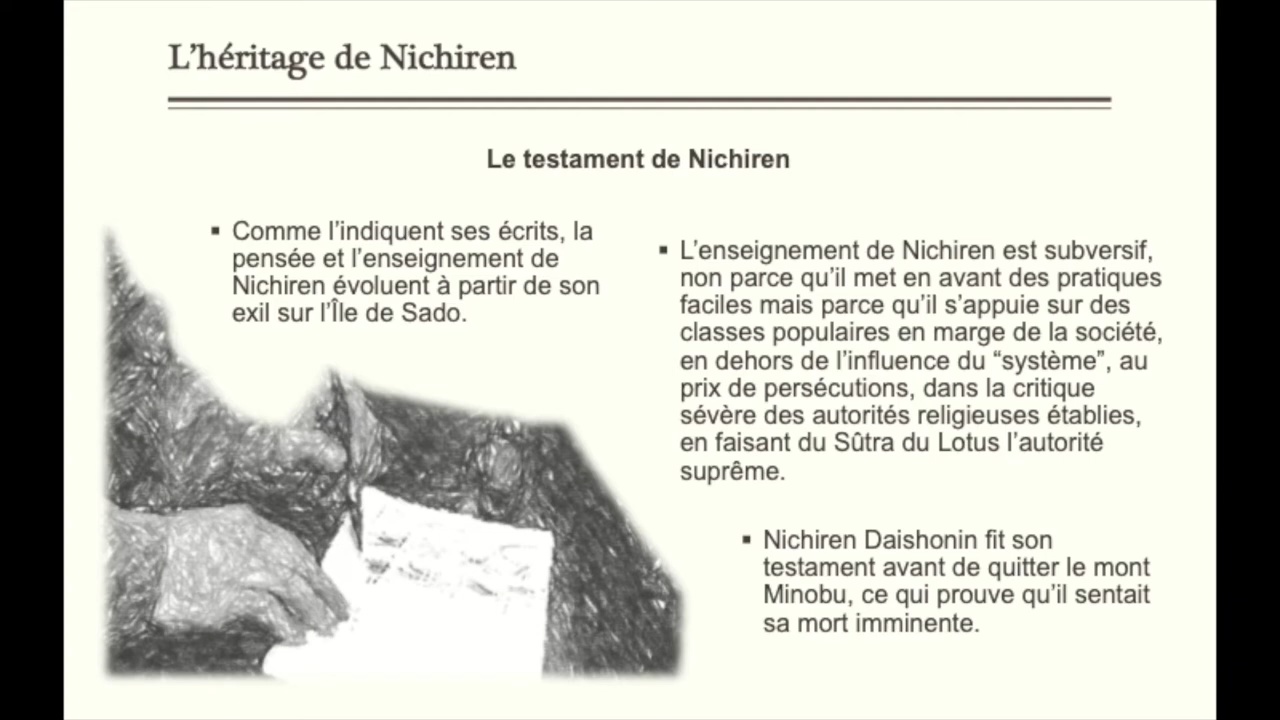 L’héritage de Nichiren
Le testament de Nichiren
▪ Comme l’indiquent ses écrits, la
pensée et l’enseignement de
Nichiren évoluent à partir de son
exil sur l’Île de Sado.
▪ L’enseignement de Nichiren est subversif,
non parce qu’il met en avant des pratiques
faciles mais parce qu’il s’appuie sur des
classes populaires en marge de la société,
en dehors de l’influence du “système”, au
prix de persécutions, dans la critique
sévère des autorités religieuses établies,
en faisant du Sûtra du Lotus l’autorité
suprême.
▪ Nichiren Daishonin fit son
testament avant de quitter le mont
Minobu, ce qui prouve qu’il sentait
sa mort imminente.